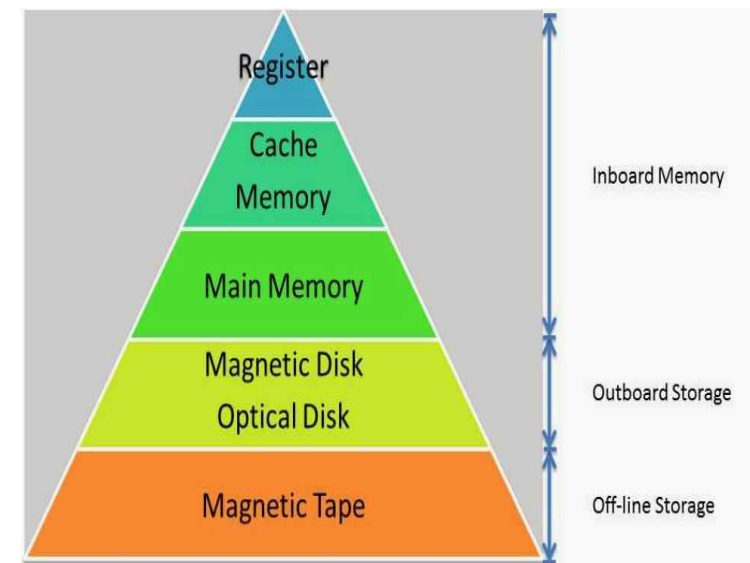 Register
Cache
Memory
Inboard Memory
Main Memory
Magnetic Disk
Optical Disk
Outboard Storage
Magnetic Tape
Off-line Storage